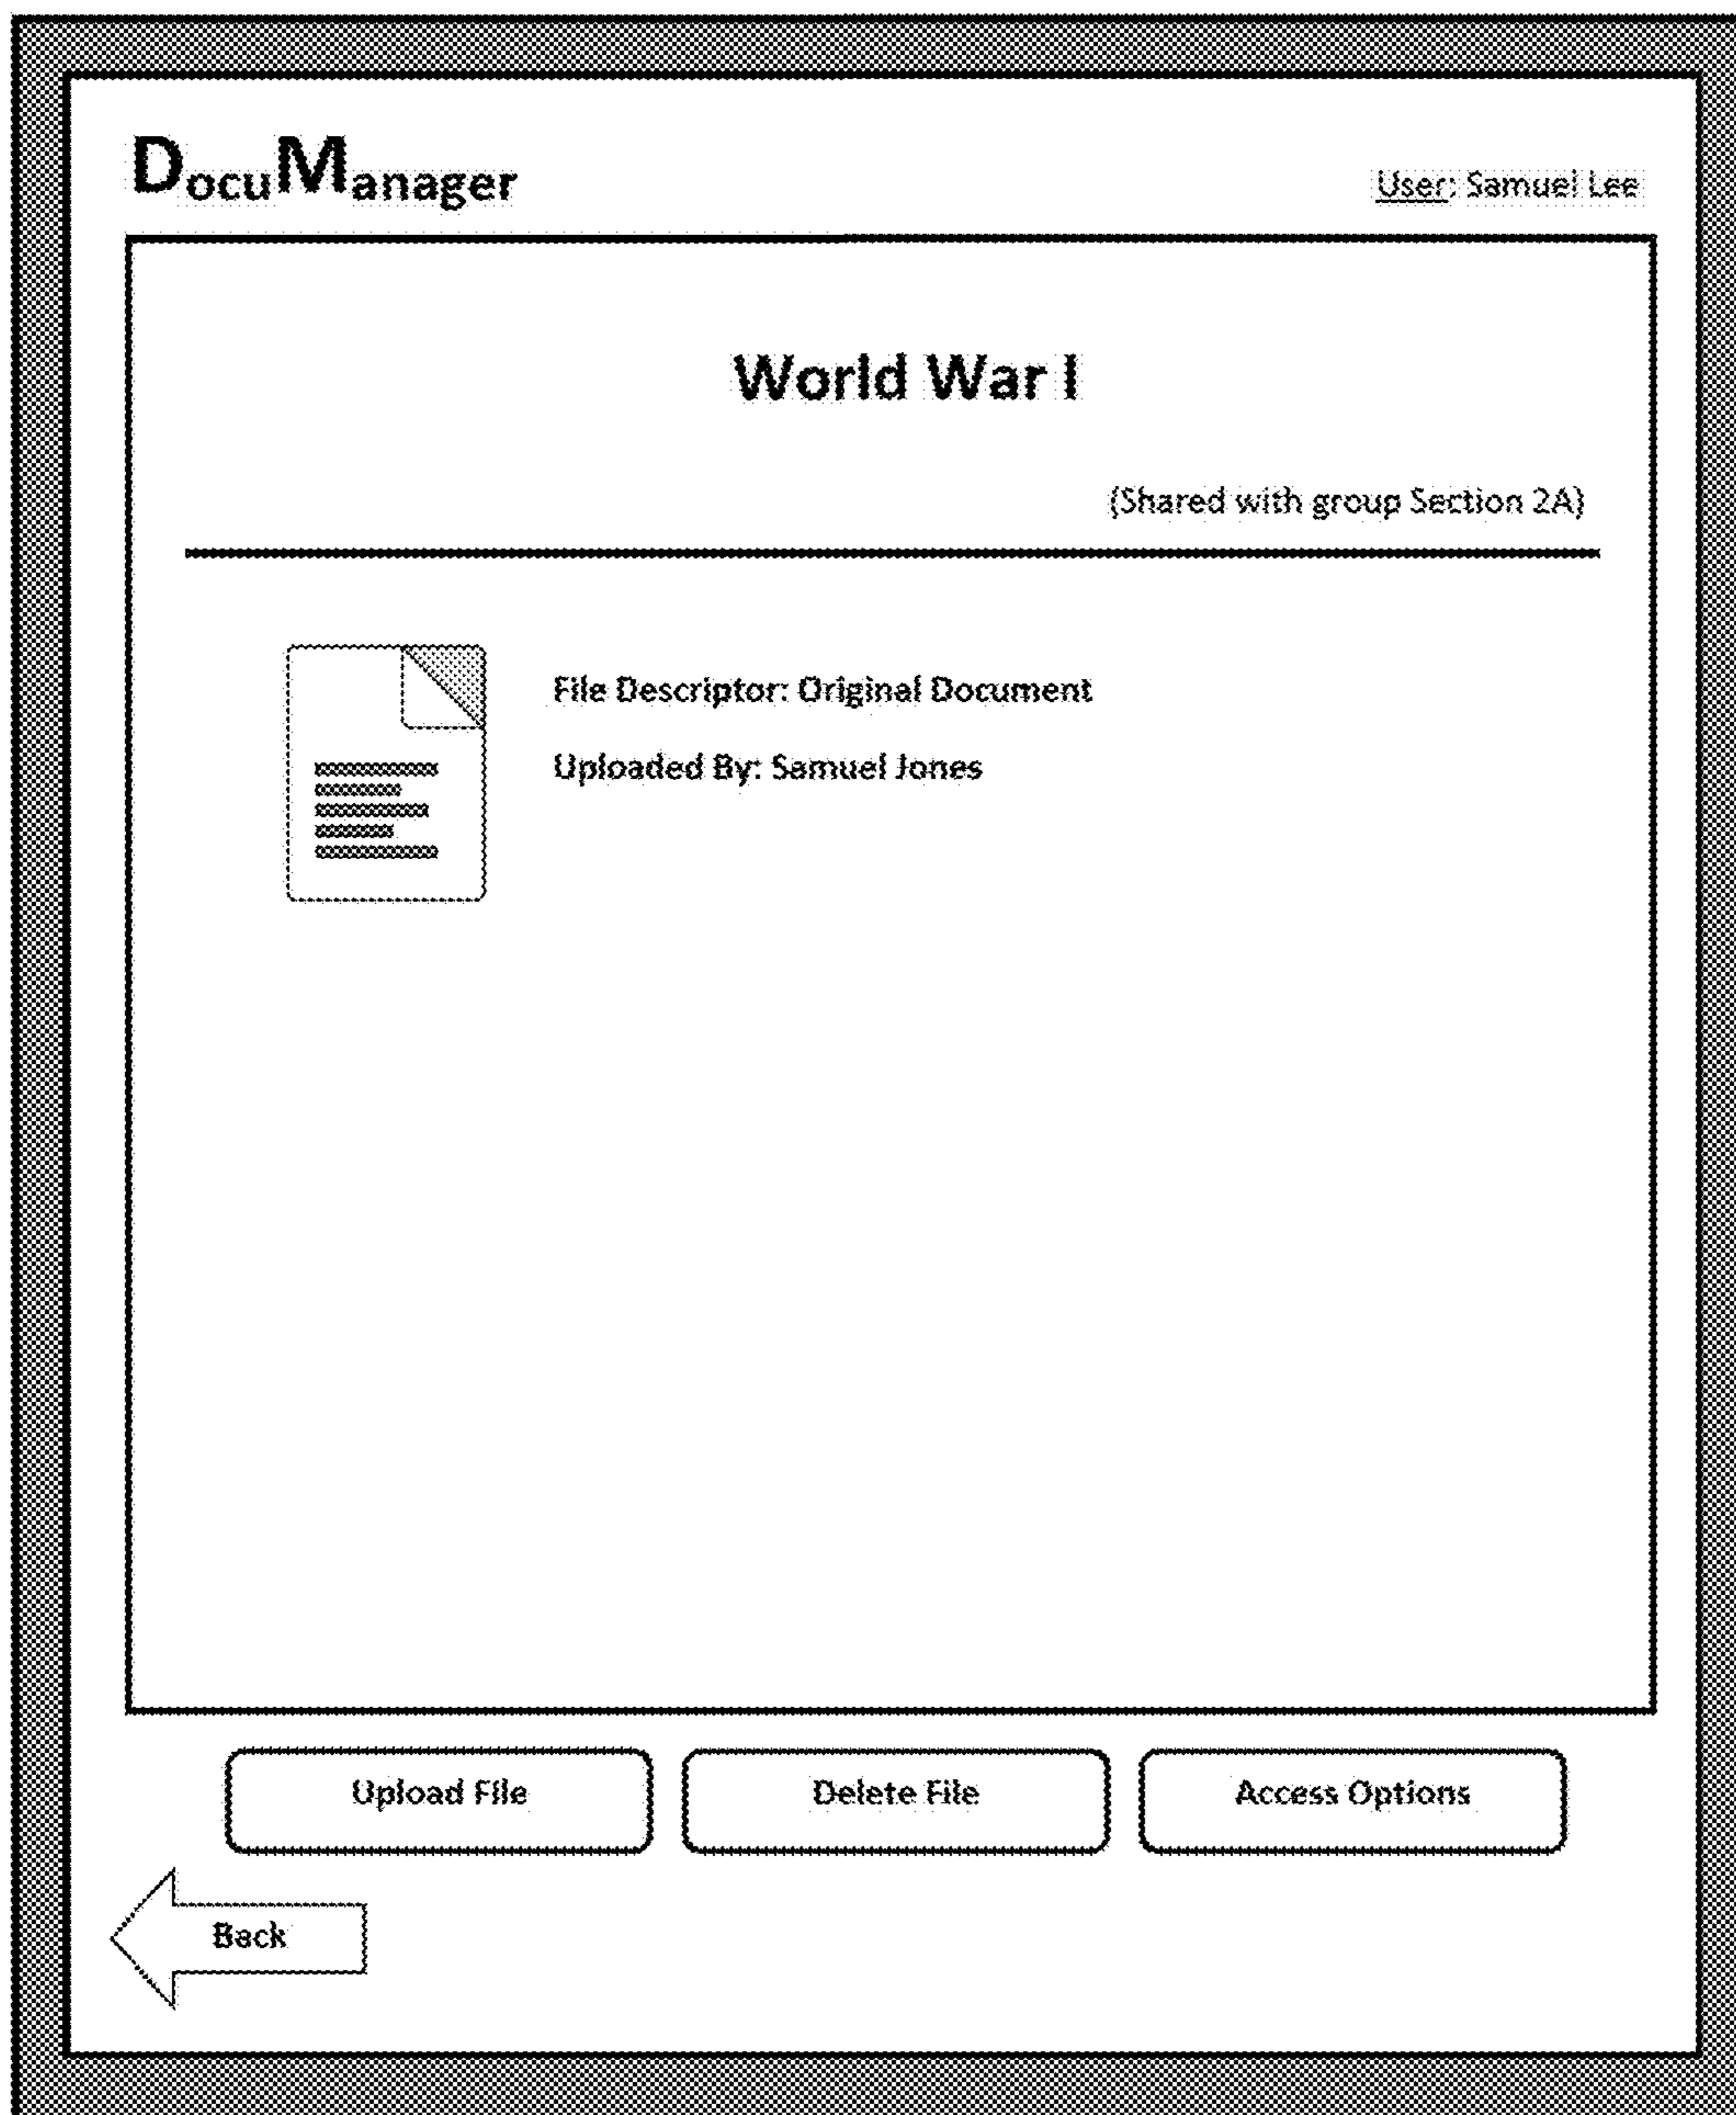 DocuManager
User: Samuel Lee
World War I
(Shared with group Section 2A)
File Descriptor: Original Document
Uploaded By: Samuel Jones
Upload File
Delete File
Access Options
Back